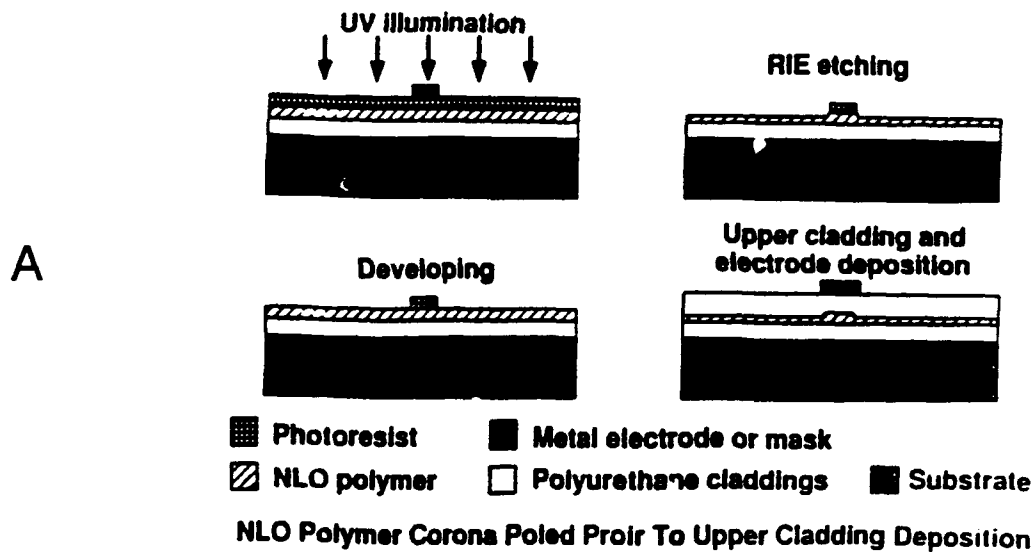 UV illumination
RIE etching
A
Developing
Upper cladding and
electrode deposition
Photoresist
Metal electrode or mask
NLO polymer
Polyurethane claddings
Substrate
NLO Polymer Corona Poled Proir To Upper Cladding Deposition